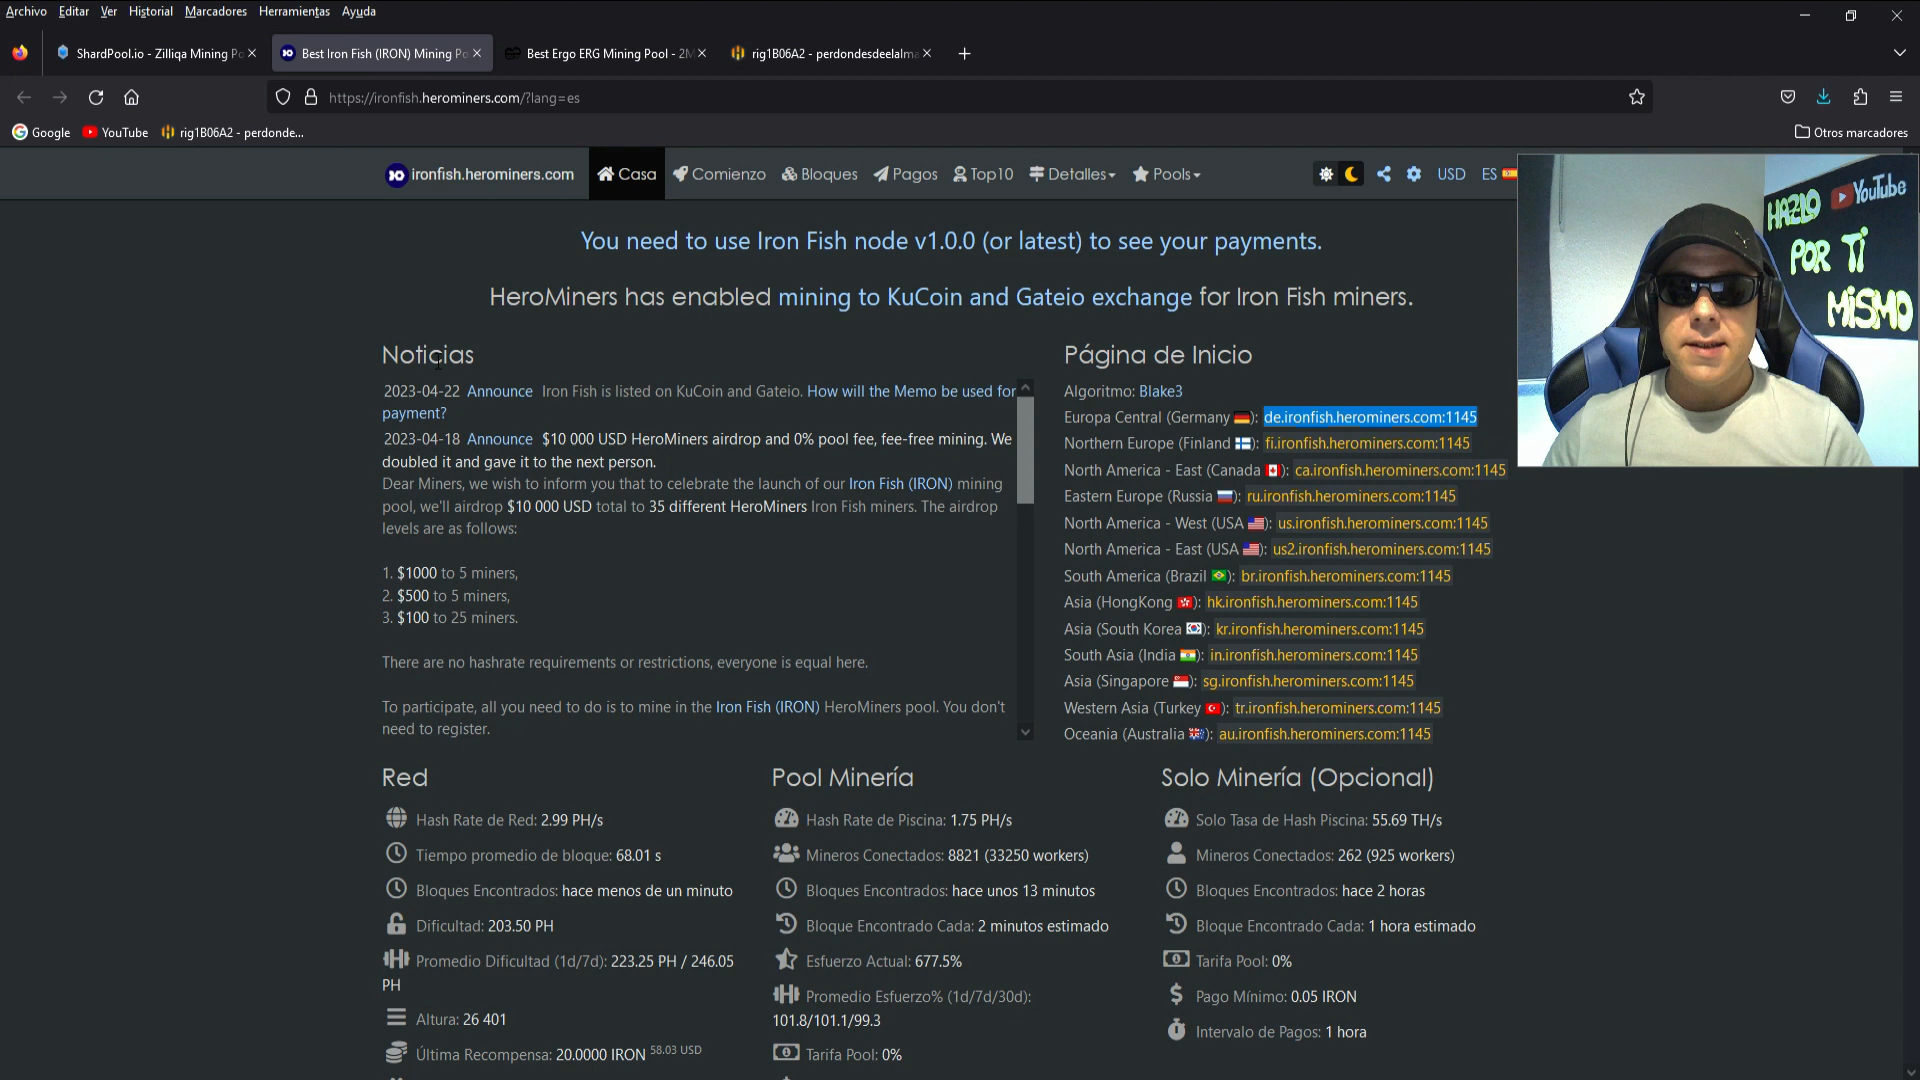 Archivo Editar Ver Historial Marcadores Herramientas Ayuda
ShardPool.io - Zilliqa Mining Po
Best Iron Fish (IRON) Mining Po
Best Ergo ERG Mining Pool - 2M
rig1B06A2 - perdondesdeelalma
https://ironfish.herominers.com/?lang=es
Google YouTube rig1B06A2 - perdonde...
Otros marcadores
ironfish.herominers.com Casa Comienzo Bloques Pagos Top10 Detalles Pools USD ES
YouTube
HAZLO
POR TI
MISMO
You need to use Iron Fish node v1.0.0 (or latest) to see your payments.
HeroMiners has enabled mining to KuCoin and Gateio exchange for Iron Fish miners.
Noticias
2023-04-22 Announce Iron Fish is listed on KuCoin and Gateio. How will the Memo be used for
payment?
2023-04-18 Announce $10 000 USD HeroMiners airdrop and 0% pool fee, fee-free mining. We
doubled it and gave it to the next person.
Dear Miners, we wish to inform you that to celebrate the launch of our Iron Fish (IRON) mining
pool, we'll airdrop $10 000 USD total to 35 different HeroMiners Iron Fish miners. The airdrop
levels are as follows:
1. $1000 to 5 miners,
2. $500 to 5 miners,
3. $100 to 25 miners.
There are no hashrate requirements or restrictions, everyone is equal here.
To participate, all you need to do is to mine in the Iron Fish (IRON) HeroMiners pool. You don't
need to register.
Página de Inicio
Algoritmo: Blake3
Europa Central (Germany): de.ironfish.herominers.com:1145
Northern Europe (Finland): fi.ironfish.herominers.com:1145
North America - East (Canada): ca.ironfish.herominers.com:1145
Eastern Europe (Russia): ru.ironfish.herominers.com:1145
North America - West (USA): us.ironfish.herominers.com:1145
North America - East (USA): us2.ironfish.herominers.com:1145
South America (Brazil): br.ironfish.herominers.com:1145
Asia (HongKong): hk.ironfish.herominers.com:1145
Asia (South Korea): kr.ironfish.herominers.com:1145
South Asia (India): in.ironfish.herominers.com:1145
Asia (Singapore): sg.ironfish.herominers.com:1145
Western Asia (Turkey): tr.ironfish.herominers.com:1145
Oceania (Australia): au.ironfish.herominers.com:1145
Red
Hash Rate de Red: 2.99 PH/s
Tiempo promedio de bloque: 68.01 s
Bloques Encontrados: hace menos de un minuto
Dificultad: 203.50 PH
Promedio Dificultad (1d/7d): 223.25 PH / 246.05
PH
Altura: 26 401
Última Recompensa: 20.0000 IRON 58.03 USD
Pool Minería
Hash Rate de Piscina: 1.75 PH/s
Mineros Conectados: 8821 (33250 workers)
Bloques Encontrados: hace unos 13 minutos
Bloque Encontrado Cada: 2 minutos estimado
Esfuerzo Actual: 677.5%
Promedio Esfuerzo% (1d/7d/30d):
101.8/101.1/99.3
Tarifa Pool: 0%
Solo Minería (Opcional)
Solo Tasa de Hash Piscina: 55.69 TH/s
Mineros Conectados: 262 (925 workers)
Bloques Encontrados: hace 2 horas
Bloque Encontrado Cada: 1 hora estimado
Tarifa Pool: 0%
Pago Mínimo: 0.05 IRON
Intervalo de Pagos: 1 hora